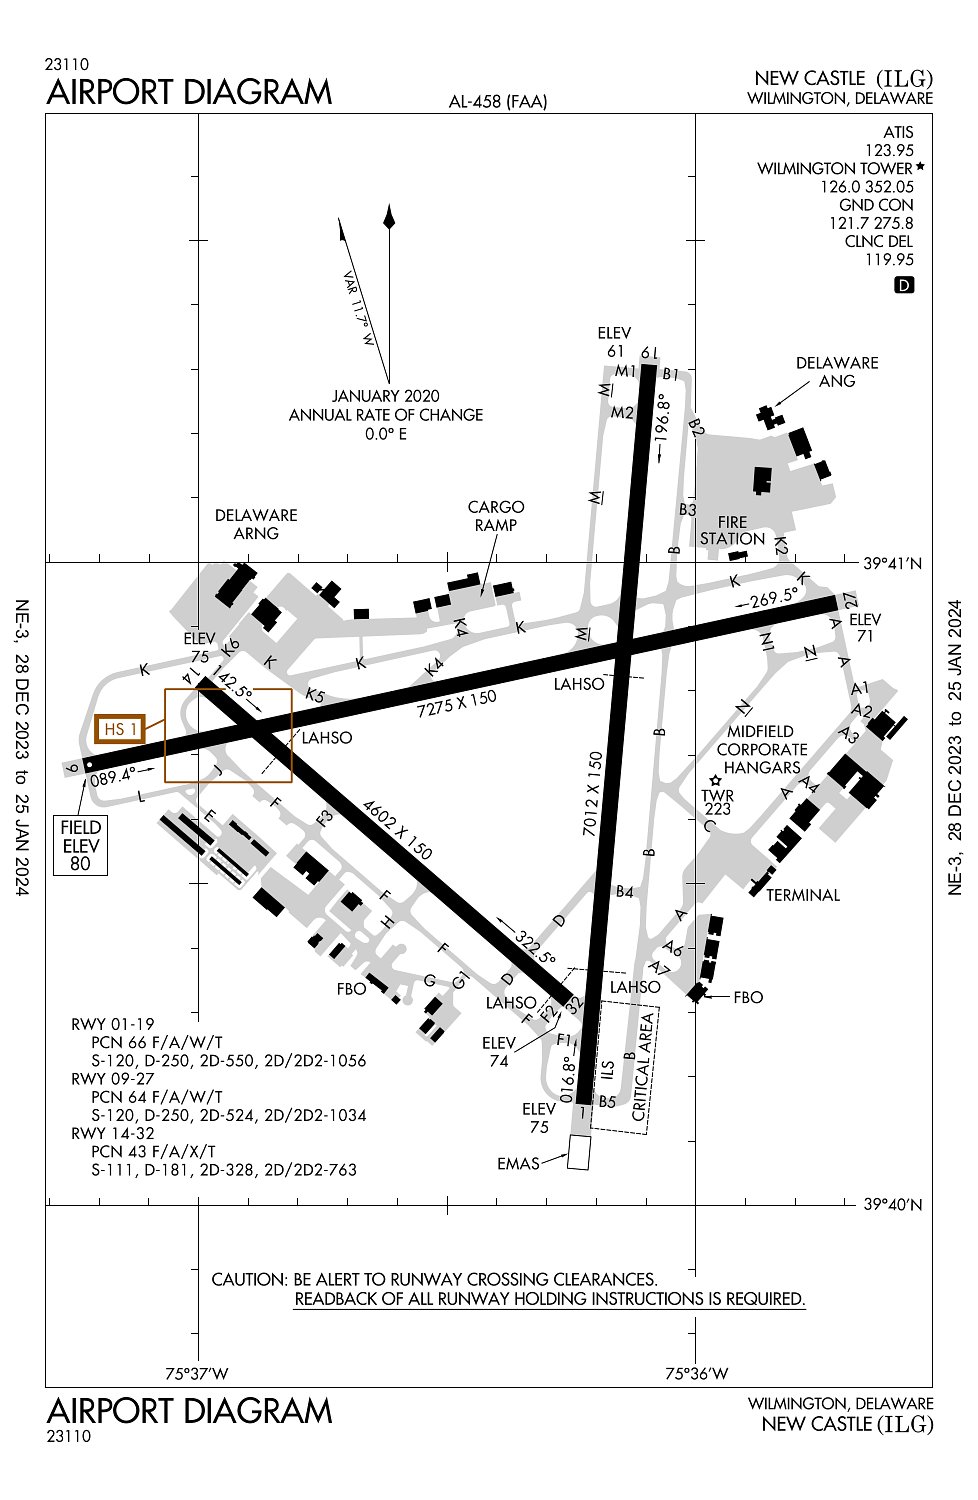 23110
AIRPORT DIAGRAM
AL-458 (FAA)
NEW CASTLE (ILG)
WILMINGTON, DELAWARE
ATIS
123.95
WILMINGTON TOWER
126.0 352.05
GND CON
121.7 275.8
CLNC DEL
119.95
D
VAR 11.7° W
JANUARY 2020
ANNUAL RATE OF CHANGE
0.0° E
ELEV
61
19
M1
B1
M
M2
196.8°
B2
DELAWARE
ANG
M
B3
FIRE
STATION
K2
B
DELAWARE
ARNG
CARGO
RAMP
39°41'N
K
K
269.5°
27
ELEV
71
A
ELEV
75
14
K6
K
K
142.5°
K
K4
K4
K
M
N1
N
A
K5
7275 X 150
LAHSO
A1
A2
A3
HS 1
LAHSO
N
MIDFIELD
CORPORATE
HANGARS
B
9
089.4°
J
L
TWR
223
A4
A
FIELD
ELEV
80
E
F
F3
4602 X 150
7012 X 150
C
B
B4
TERMINAL
F
H
D
A
F
322.5°
A6
A7
G
G1
D
FBO
LAHSO
LAHSO
FBO
F
F2
32
ELEV
74
F1
016.8°
ILS
CRITICAL AREA
B
B5
ELEV
75
1
EMAS
RWY 01-19
PCN 66 F/A/W/T
S-120, D-250, 2D-550, 2D/2D2-1056
RWY 09-27
PCN 64 F/A/W/T
S-120, D-250, 2D-524, 2D/2D2-1034
RWY 14-32
PCN 43 F/A/X/T
S-111, D-181, 2D-328, 2D/2D2-763
39°40'N
CAUTION: BE ALERT TO RUNWAY CROSSING CLEARANCES.
READBACK OF ALL RUNWAY HOLDING INSTRUCTIONS IS REQUIRED.
75°37'W
75°36'W
NE-3, 28 DEC 2023 to 25 JAN 2024
NE-3, 28 DEC 2023 to 25 JAN 2024
AIRPORT DIAGRAM
23110
WILMINGTON, DELAWARE
NEW CASTLE (ILG)